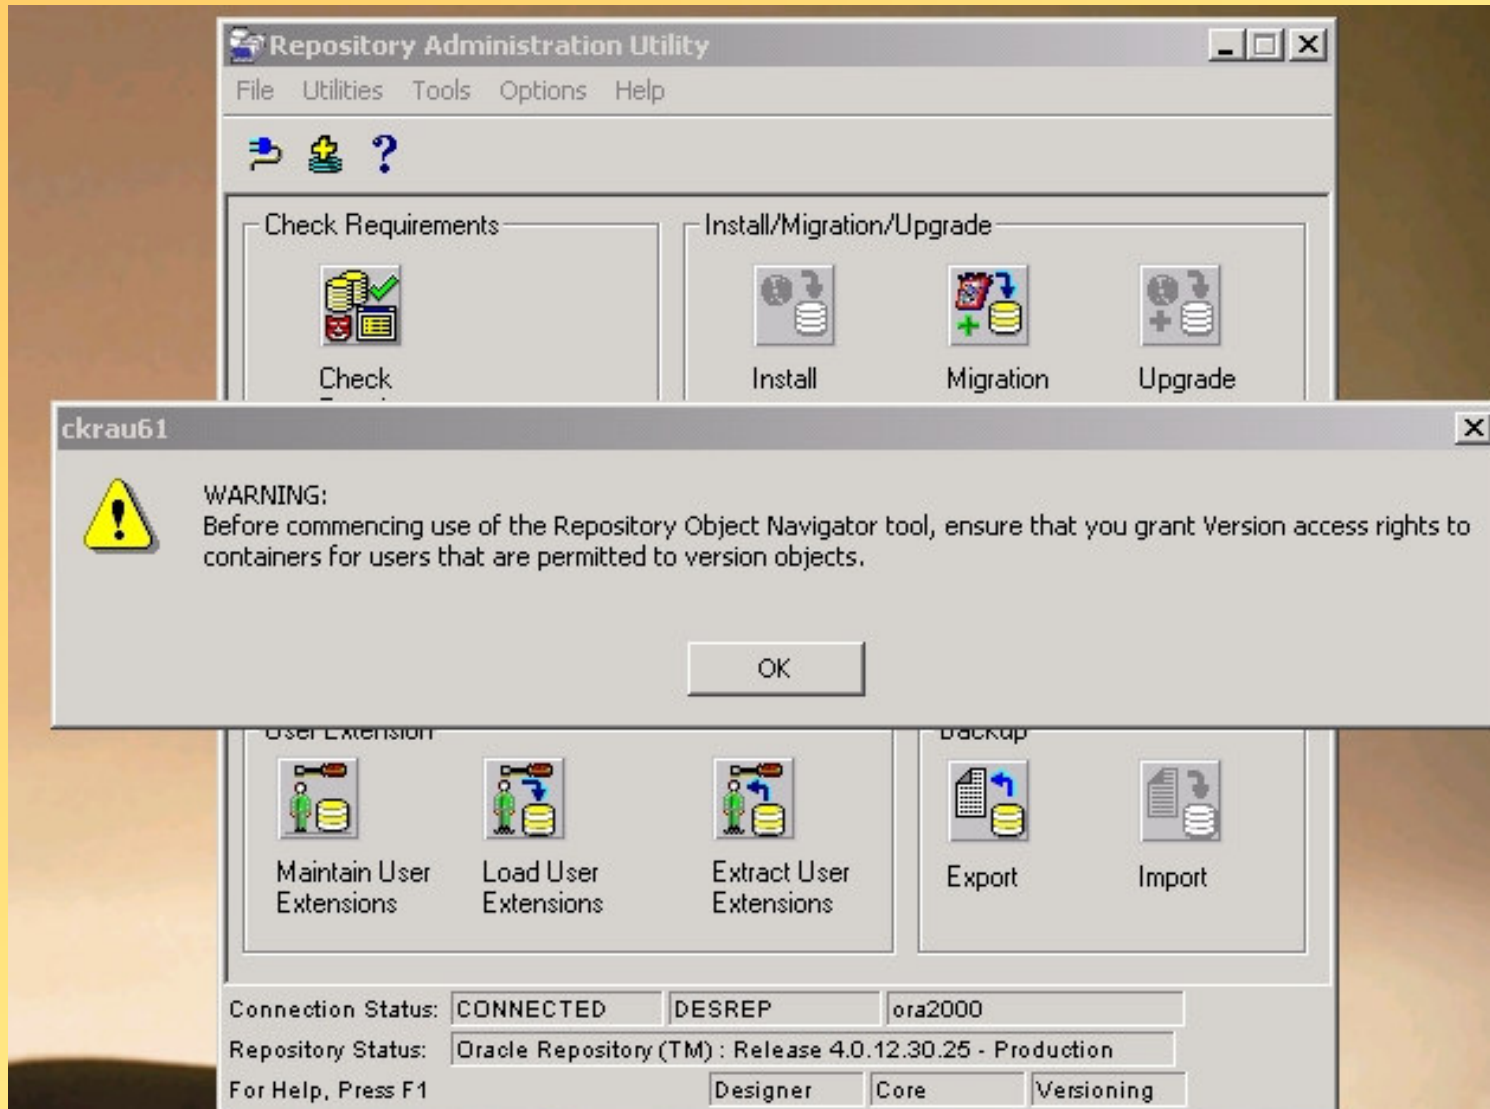 Repository Administration Utility
File Utilities Tools Options Help
Check Requirements
Install/Migration/Upgrade
Check
Install
Migration
Upgrade
ckrau61
WARNING:
Before commencing use of the Repository Object Navigator tool, ensure that you grant Version access rights to
containers for users that are permitted to version objects.
OK
User Extension
Backup
Maintain User
Extensions
Load User
Extensions
Extract User
Extensions
Export
Import
Connection Status: CONNECTED DESREP ora2000
Repository Status: Oracle Repository (TM) : Release 4.0.12.30.25 - Production
For Help, Press F1 Designer Core Versioning